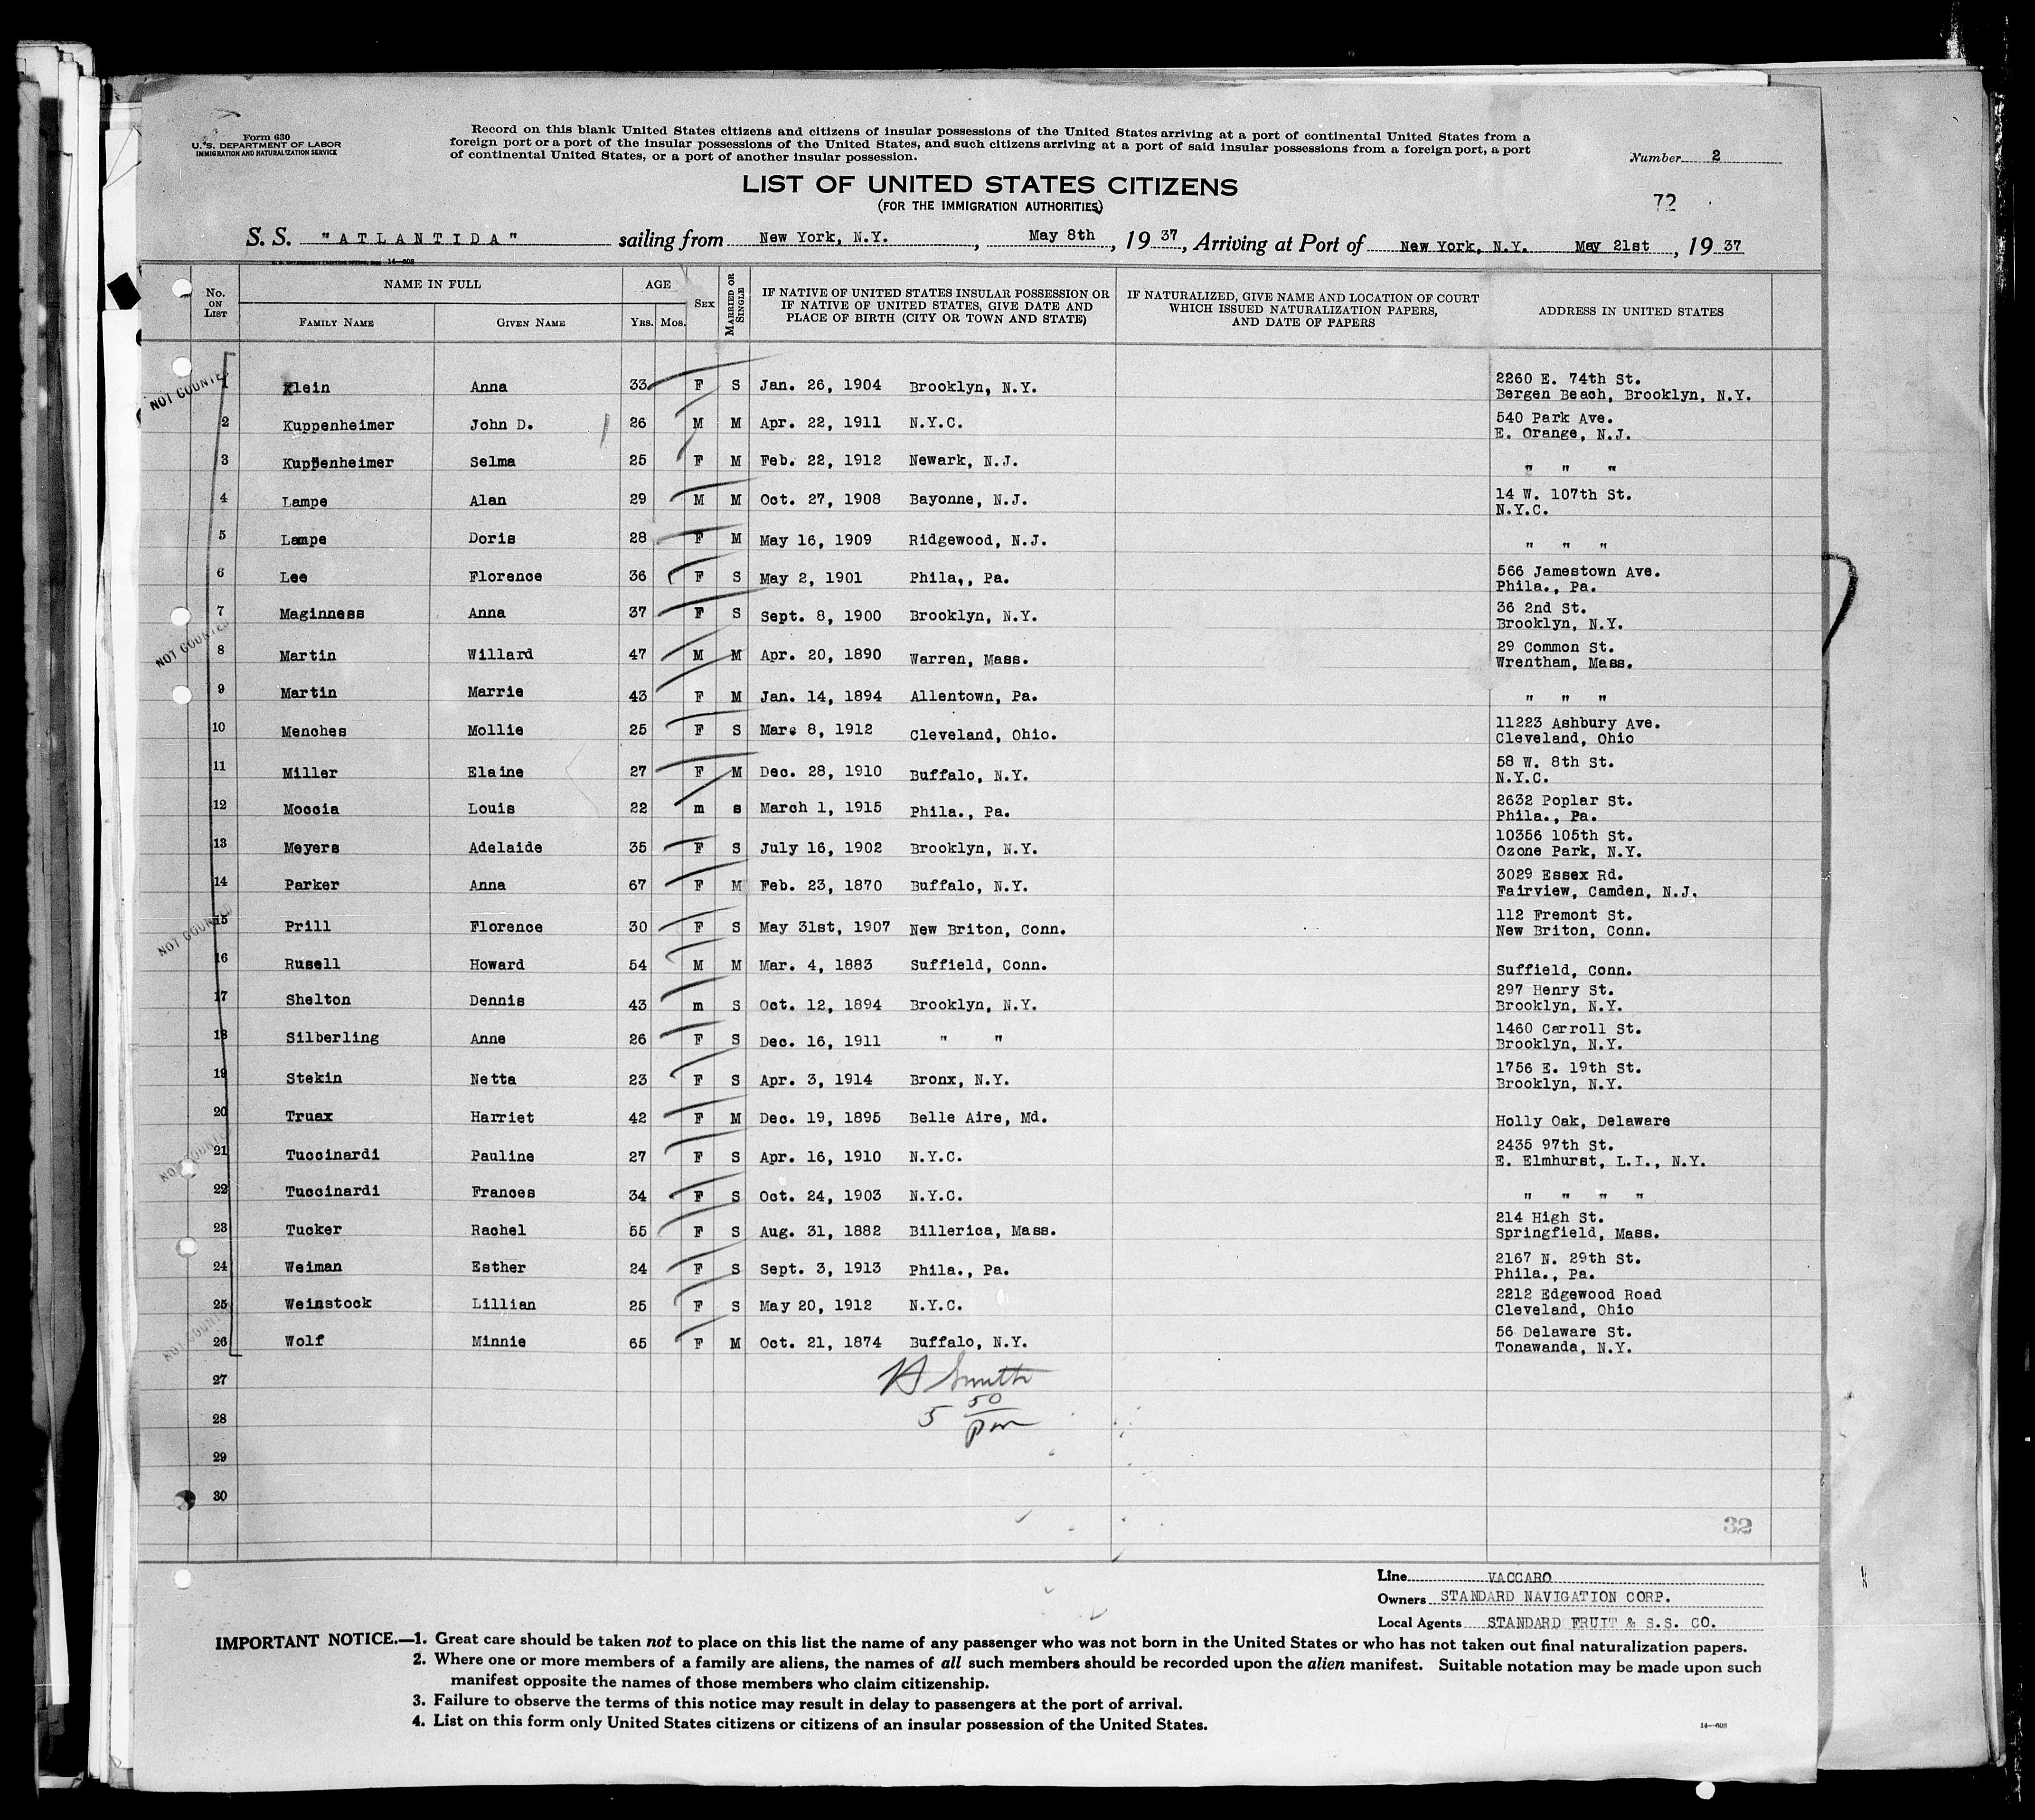 Form 630
U. S. DEPARTMENT OF LABOR
IMMIGRATION AND NATURALIZATION SERVICE
Record on this blank United States citizens and citizens of insular possessions of the United States arriving at a port of continental United States from a
foreign port or a port of the insular possessions of the United States, and such citizens arriving at a port of said insular possessions from a foreign port, a port
of continental United States, or a port of another insular possession.
Number 2
LIST OF UNITED STATES CITIZENS
(FOR THE IMMIGRATION AUTHORITIES)
72
S. S. "ATLANTIDA" sailing from New York, N.Y., May 8th, 19 37, Arriving at Port of New York, N.Y. May 21st, 19 37
14-608
No. ON LIST
NAME IN FULL
FAMILY NAME
GIVEN NAME
AGE
YRS. MOS.
SEX
MARRIED OR SINGLE
IF NATIVE OF UNITED STATES INSULAR POSSESSION OR
IF NATIVE OF UNITED STATES, GIVE DATE AND
PLACE OF BIRTH (CITY OR TOWN AND STATE)
IF NATURALIZED, GIVE NAME AND LOCATION OF COURT
WHICH ISSUED NATURALIZATION PAPERS,
AND DATE OF PAPERS
ADDRESS IN UNITED STATES
NOT COUNTED
1 Klein Anna 33 F S Jan. 26, 1904 Brooklyn, N.Y. 2260 E. 74th St.
Bergen Beach, Brooklyn, N.Y.
2 Kuppenheimer John D. 26 M M Apr. 22, 1911 N.Y.C. 540 Park Ave.
E. Orange, N.J.
3 Kuppenheimer Selma 25 F M Feb. 22, 1912 Newark, N.J. " " "
4 Lampe Alan 29 M M Oct. 27, 1908 Bayonne, N.J. 14 W. 107th St.
N.Y.C.
5 Lampe Doris 28 F M May 16, 1909 Ridgewood, N.J. " " "
6 Lee Florence 36 F S May 2, 1901 Phila,, Pa. 566 Jamestown Ave.
Phila., Pa.
7 Maginness Anna 37 F S Sept. 8, 1900 Brooklyn, N.Y. 36 2nd St.
Brooklyn, N.Y.
NOT COUNTED
8 Martin Willard 47 M M Apr. 20, 1890 Warren, Mass. 29 Common St.
Wrentham, Mass.
9 Martin Marrie 43 F M Jan. 14, 1894 Allentown, Pa. " " "
10 Menches Mollie 25 F S Mar. 8, 1912 Cleveland, Ohio. 11223 Ashbury Ave.
Cleveland, Ohio
11 Miller Elaine 27 F M Dec. 28, 1910 Buffalo, N.Y. 58 W. 8th St.
N.Y.C.
12 Moccia Louis 22 m s March 1, 1915 Phila., Pa. 2632 Poplar St.
Phila., Pa.
13 Meyers Adelaide 35 F S July 16, 1902 Brooklyn, N.Y. 10356 105th St.
Ozone Park, N.Y.
14 Parker Anna 67 F M Feb. 23, 1870 Buffalo, N.Y. 3029 Essex Rd.
Fairview, Camden, N.J.
NOT COUNTED
15 Prill Florence 30 F S May 31st, 1907 New Briton, Conn. 112 Fremont St.
New Briton, Conn.
16 Rusell Howard 54 M M Mar. 4, 1883 Suffield, Conn. Suffield, Conn.
17 Shelton Dennis 43 m S Oct. 12, 1894 Brooklyn, N.Y. 297 Henry St.
Brooklyn, N.Y.
18 Silberling Anne 26 F S Dec. 16, 1911 " " 1460 Carroll St.
Brooklyn, N.Y.
19 Stekin Netta 23 F S Apr. 3, 1914 Bronx, N.Y. 1756 E. 19th St.
Brooklyn, N.Y.
20 Truax Harriet 42 F M Dec. 19, 1895 Belle Aire, Md. Holly Oak, Delaware
NOT COUNTED
21 Tuccinardi Pauline 27 F S Apr. 16, 1910 N.Y.C. 2435 97th St.
E. Elmhurst, L.I., N.Y.
22 Tuccinardi Frances 34 F S Oct. 24, 1903 N.Y.C. " " " "
23 Tucker Rachel 55 F S Aug. 31, 1882 Billerica, Mass. 214 High St.
Springfield, Mass.
24 Weiman Esther 24 F S Sept. 3, 1913 Phila., Pa. 2167 N. 29th St.
Phila., Pa.
25 Weinstock Lillian 25 F S May 20, 1912 N.Y.C. 2212 Edgewood Road
Cleveland, Ohio
NOT COUNTED
26 Wolf Minnie 65 F M Oct. 21, 1874 Buffalo, N.Y. 56 Delaware St.
Tonawanda, N.Y.
27
H Smith
28
5 50 pm
29
30
32
Line VACCARO
Owners STANDARD NAVIGATION CORP.
Local Agents STANDARD FRUIT & S.S. CO.
IMPORTANT NOTICE.—1. Great care should be taken not to place on this list the name of any passenger who was not born in the United States or who has not taken out final naturalization papers.
2. Where one or more members of a family are aliens, the names of all such members should be recorded upon the alien manifest. Suitable notation may be made upon such
manifest opposite the names of those members who claim citizenship.
3. Failure to observe the terms of this notice may result in delay to passengers at the port of arrival.
4. List on this form only United States citizens or citizens of an insular possession of the United States.
14-608